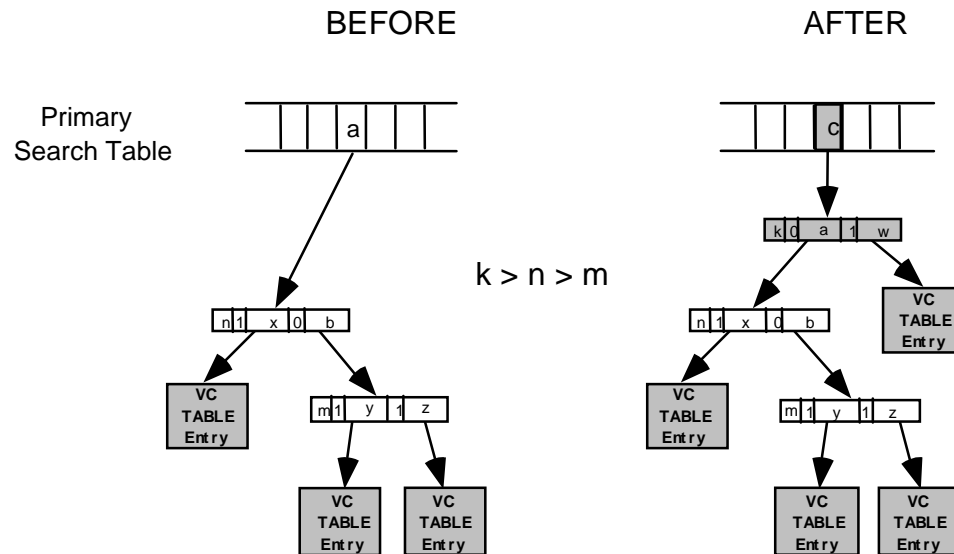 BEFORE
AFTER
Primary
Search Table
a
c
k 0 a 1 w
k > n > m
n 1 x 0 b
n 1 x 0 b
VC
TABLE
Entry
VC
TABLE
Entry
VC
TABLE
Entry
m 1 y 1 z
m 1 y 1 z
VC
TABLE
Entry
VC
TABLE
Entry
VC
TABLE
Entry
VC
TABLE
Entry